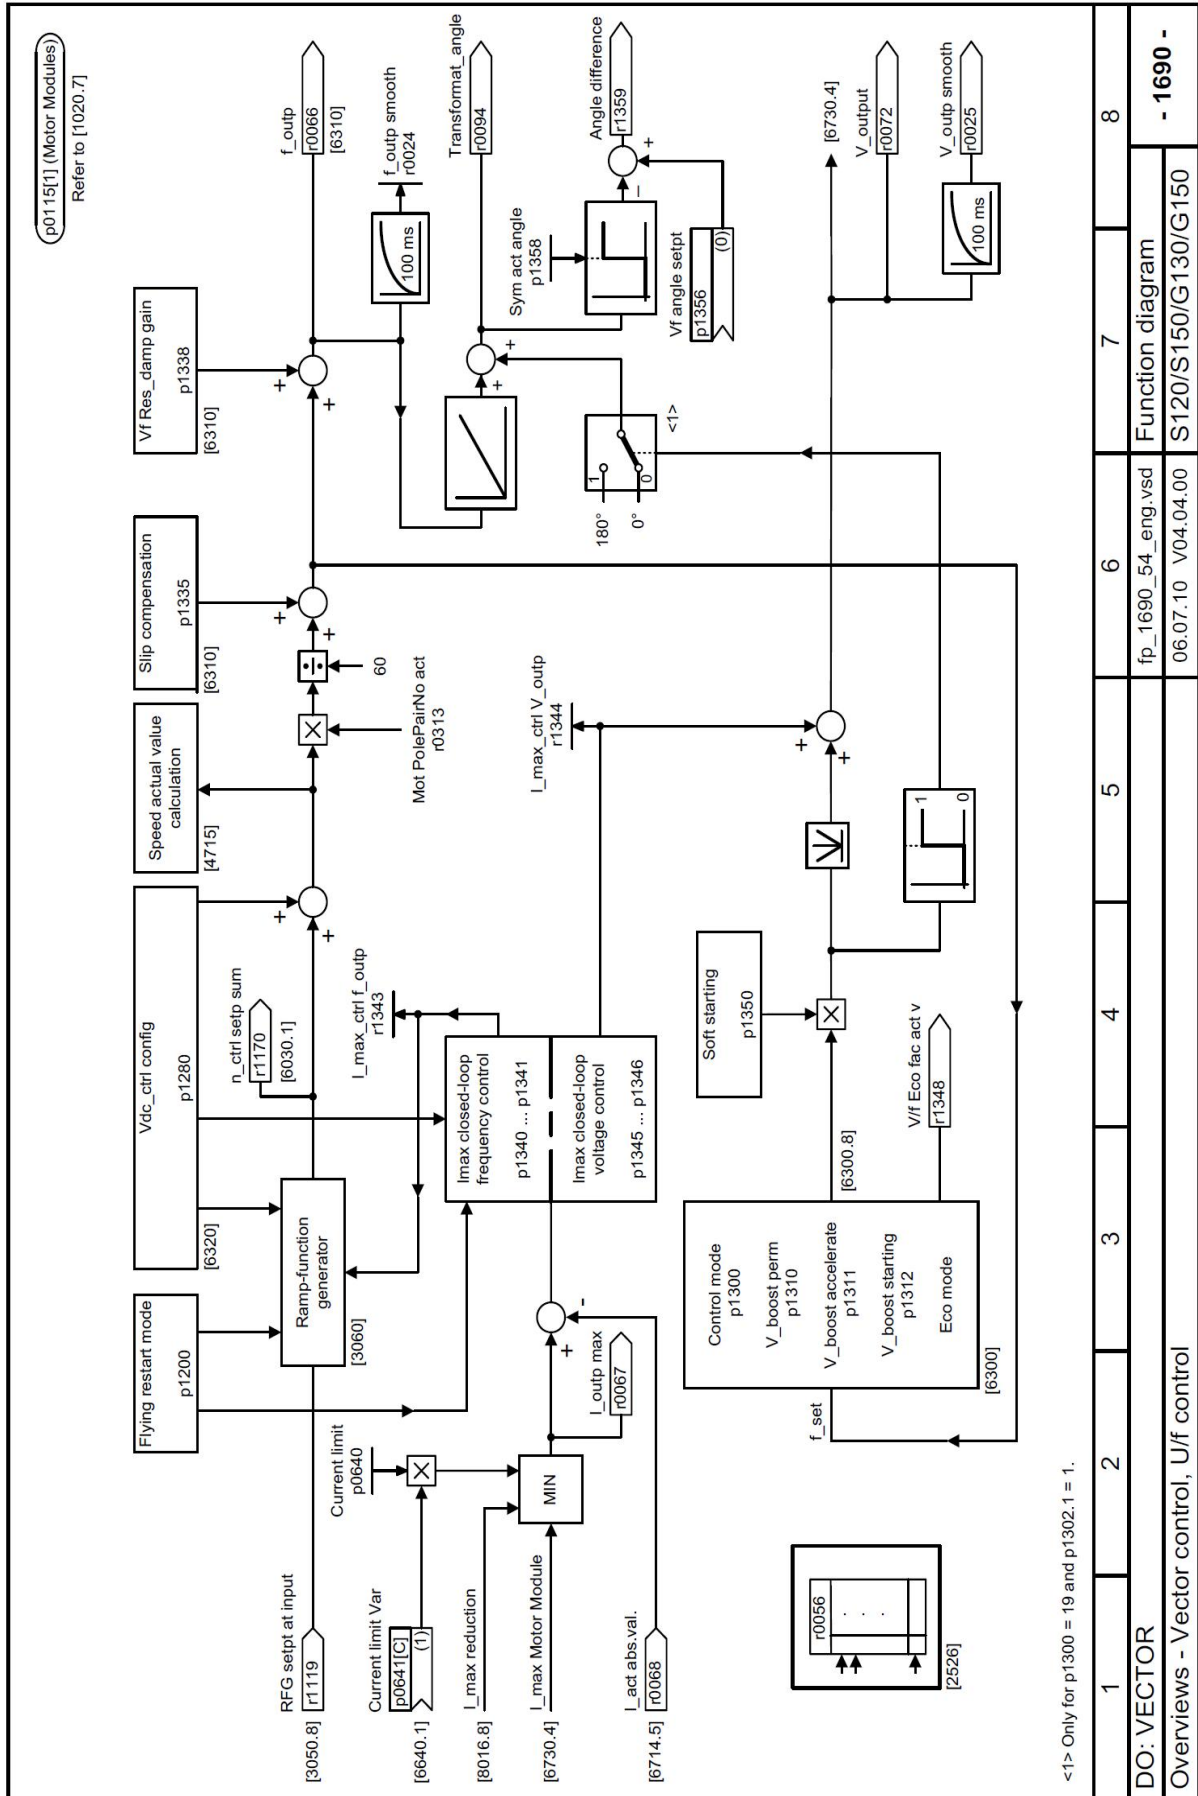 p0115[1] (Motor Modules)
Refer to [1020.7]
Flying restart mode
p1200
Vdc_ctrl config
p1280
[6320]
Speed actual value
calculation
[4715]
Slip compensation
p1335
[6310]
Vf Res_damp gain
p1338
[6310]
RFG setpt at input
r1119
[3050.8]
Ramp-function
generator
[3060]
n_ctrl setp sum
r1170
[6030.1]
+
+
Mot PolePairNo act
r0313
60
+
+
+
+
f_outp
r0066
[6310]
100 ms
f_outp smooth
r0024
Current limit
p0640
Current limit Var
p0641[C]
(1)
[6640.1]
I_max reduction
[8016.8]
I_max Motor Module
[6730.4]
MIN
I_outp max
r0067
I_act abs.val.
r0068
[6714.5]
+
-
I_max_ctrl f_outp
r1343
Imax closed-loop
frequency control
p1340 ... p1341
Imax closed-loop
voltage control
p1345 ... p1346
I_max_ctrl V_outp
r1344
+
+
Transformat_angle
r0094
180°
0°
1
0
<1>
Sym act angle
p1358
Vf angle setpt
p1356
(0)
–
+
Angle difference
r1359
f_set
Control mode
p1300
V_boost perm
p1310
V_boost accelerate
p1311
V_boost starting
p1312
Eco mode
[6300]
[6300.8]
V/f Eco fac act v
r1348
Soft starting
p1350
1
0
+
+
[6730.4]
V_output
r0072
100 ms
V_outp smooth
r0025
r0056
. . .
[2526]
<1> Only for p1300 = 19 and p1302.1 = 1.
1 2 3 4 5 6 7 8
DO: VECTOR
fp_1690_54_eng.vsd
Function diagram
- 1690 -
Overviews - Vector control, U/f control
06.07.10 V04.04.00
S120/S150/G130/G150